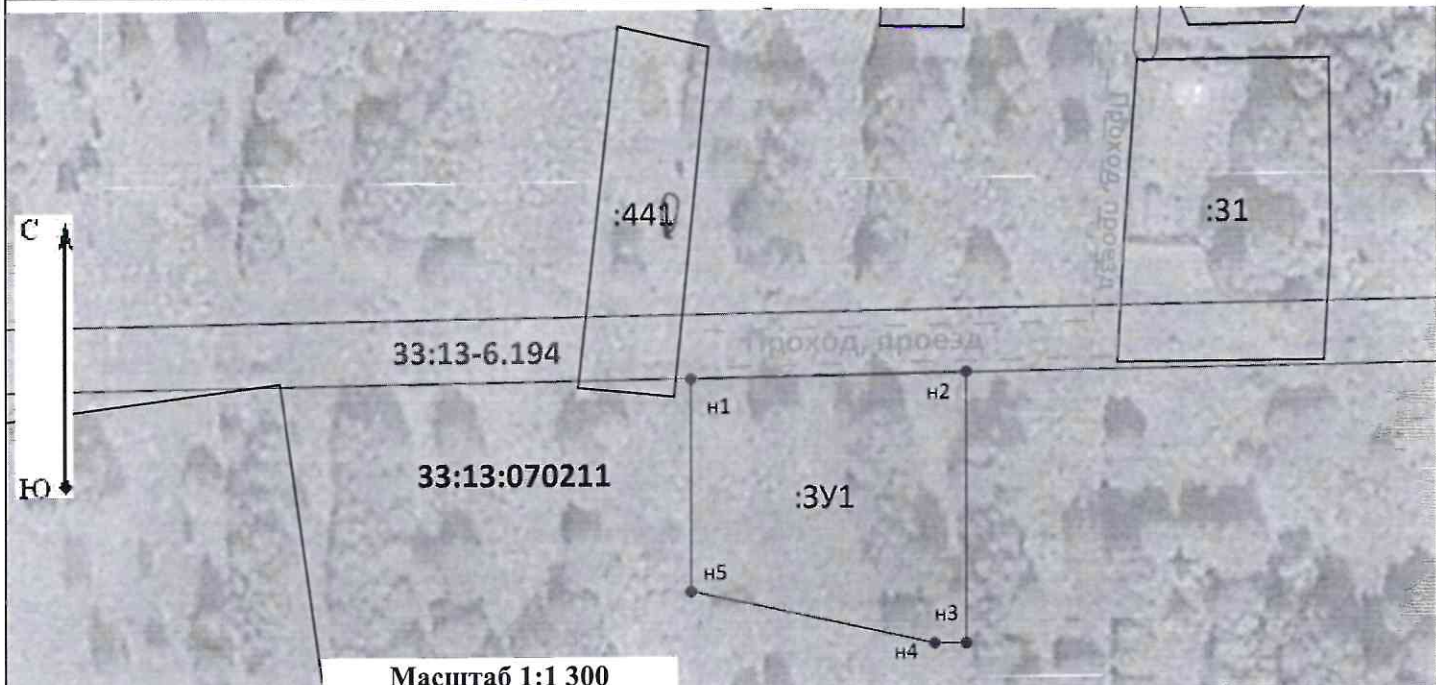 Проход, проезд
:441
:31
С
33:13-6.194
Проход, проезд
н1
н2
33:13:070211
:ЗУ1
Ю
н5
н3
н4
Масштаб 1:1 300